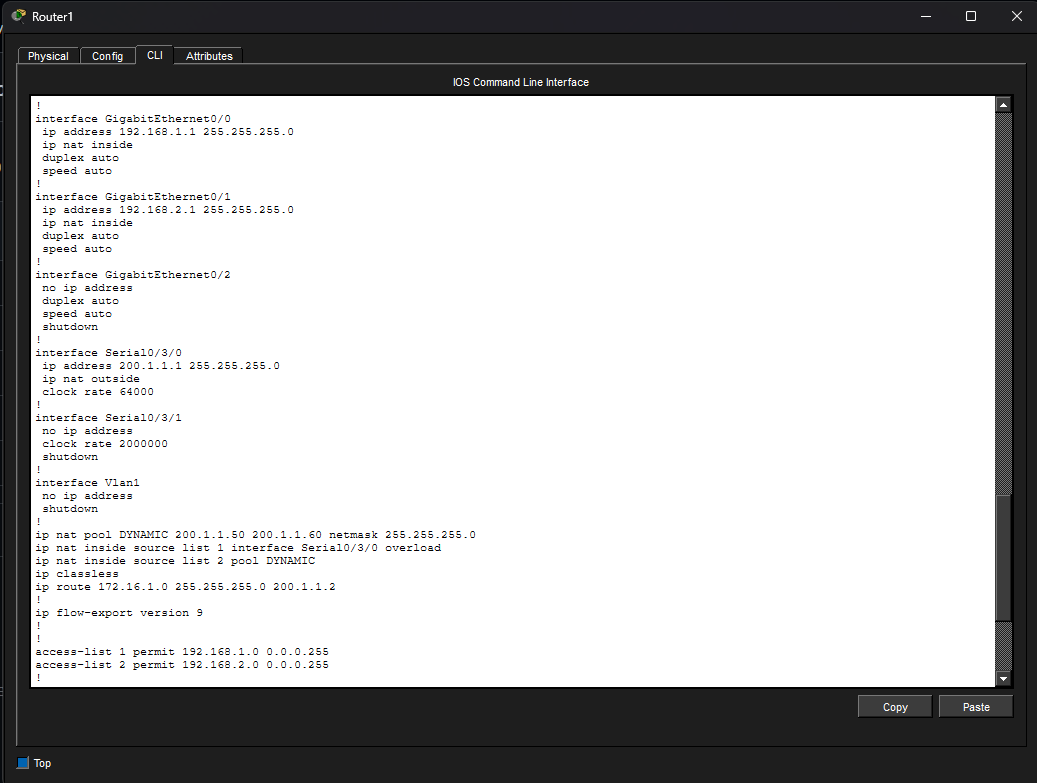 Router1
Physical Config CLI Attributes
IOS Command Line Interface
!
interface GigabitEthernet0/0
 ip address 192.168.1.1 255.255.255.0
 ip nat inside
 duplex auto
 speed auto
!
interface GigabitEthernet0/1
 ip address 192.168.2.1 255.255.255.0
 ip nat inside
 duplex auto
 speed auto
!
interface GigabitEthernet0/2
 no ip address
 duplex auto
 speed auto
 shutdown
!
interface Serial0/3/0
 ip address 200.1.1.1 255.255.255.0
 ip nat outside
 clock rate 64000
!
interface Serial0/3/1
 no ip address
 clock rate 2000000
 shutdown
!
interface Vlan1
 no ip address
 shutdown
!
ip nat pool DYNAMIC 200.1.1.50 200.1.1.60 netmask 255.255.255.0
ip nat inside source list 1 interface Serial0/3/0 overload
ip nat inside source list 2 pool DYNAMIC
ip classless
ip route 172.16.1.0 255.255.255.0 200.1.1.2
!
ip flow-export version 9
!
!
access-list 1 permit 192.168.1.0 0.0.0.255
access-list 2 permit 192.168.2.0 0.0.0.255
!
Copy Paste
Top